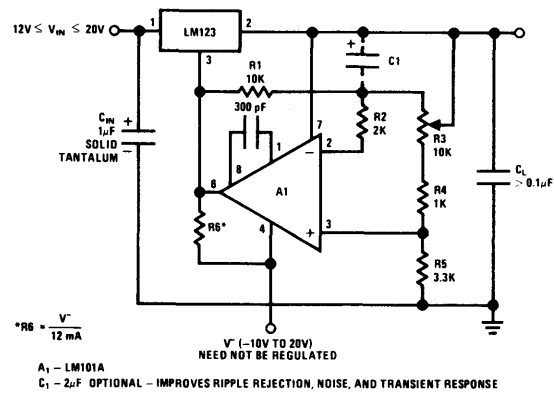 12V ≤ VIN ≤ 20V
1
LM123
2
3
R1
10K
+
C1
300 pF
CIN
1μF
SOLID
TANTALUM
+
−
7
R2
2K
R3
10K
1
2
−
8
6
A1
R4
1K
CL
> 0.1μF
R6*
4
+
3
R5
3.3K
*R6 = V⁻ / 12 mA
V⁻ (−10V TO 20V)
NEED NOT BE REGULATED
A1 – LM101A
C1 – 2μF OPTIONAL – IMPROVES RIPPLE REJECTION, NOISE, AND TRANSIENT RESPONSE